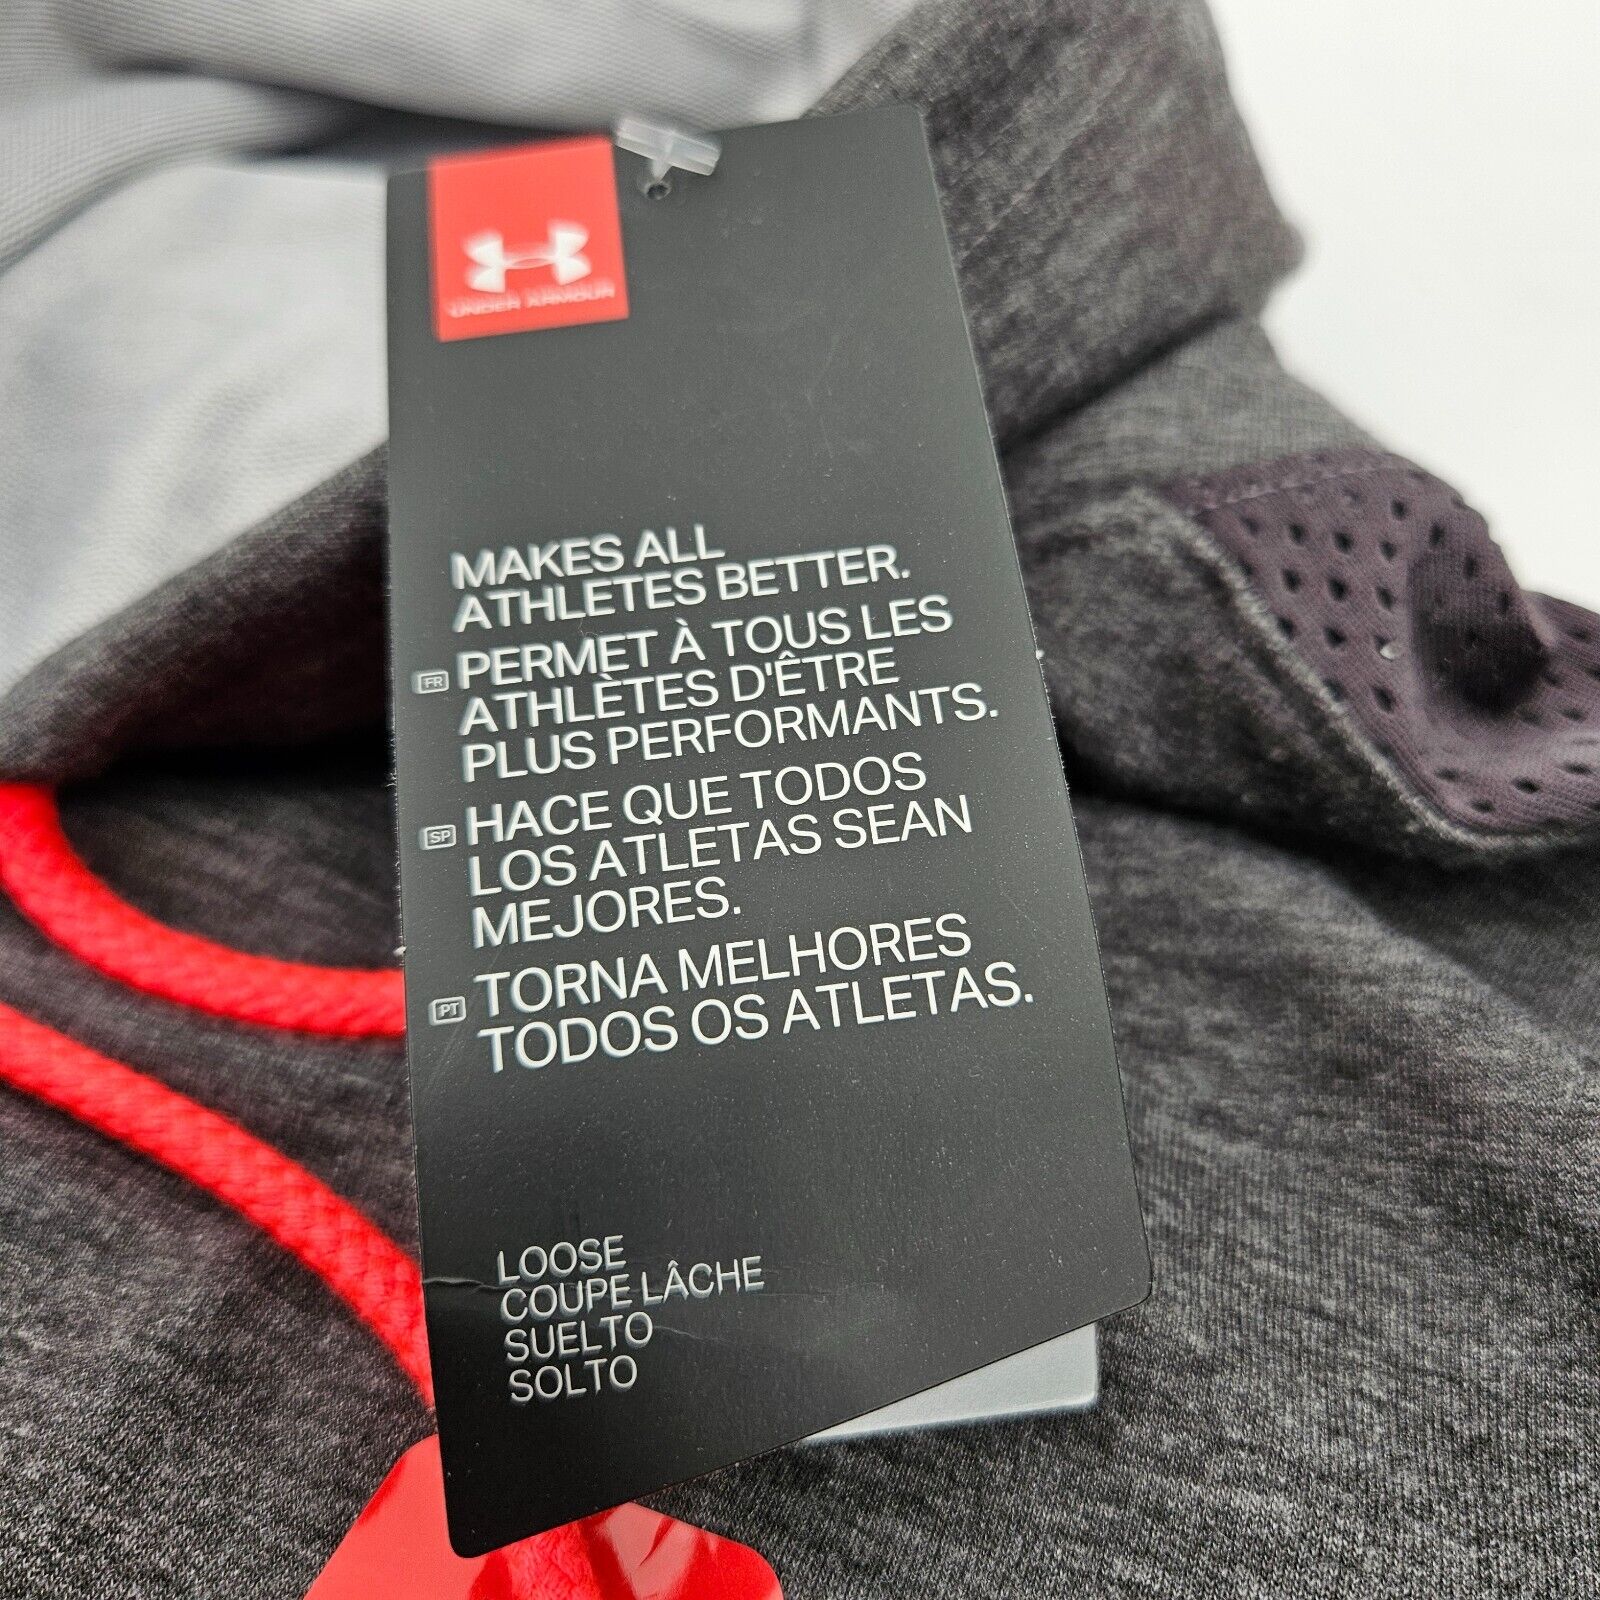 UNDER ARMOUR
MAKES ALL
ATHLETES BETTER.
FR PERMET À TOUS LES
ATHLÈTES D'ÊTRE
PLUS PERFORMANTS.
SP HACE QUE TODOS
LOS ATLETAS SEAN
MEJORES.
PT TORNA MELHORES
TODOS OS ATLETAS.
LOOSE
COUPE LÂCHE
SUELTO
SOLTO